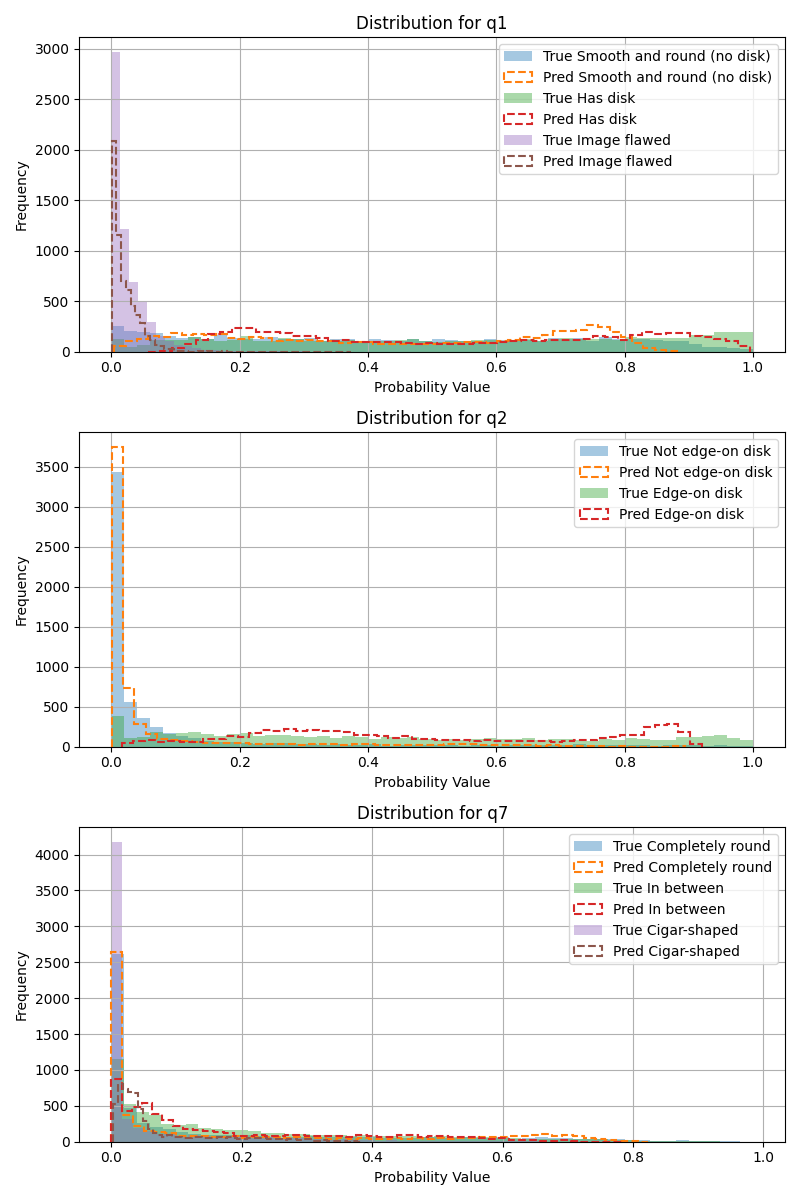 Distribution for q1
3000
2500
2000
1500
1000
500
0
Frequency
True Smooth and round (no disk)
Pred Smooth and round (no disk)
True Has disk
Pred Has disk
True Image flawed
Pred Image flawed
0.0 0.2 0.4 0.6 0.8 1.0
Probability Value
Distribution for q2
3500
3000
2500
2000
1500
1000
500
0
Frequency
True Not edge-on disk
Pred Not edge-on disk
True Edge-on disk
Pred Edge-on disk
0.0 0.2 0.4 0.6 0.8 1.0
Probability Value
Distribution for q7
4000
3500
3000
2500
2000
1500
1000
500
0
Frequency
True Completely round
Pred Completely round
True In between
Pred In between
True Cigar-shaped
Pred Cigar-shaped
0.0 0.2 0.4 0.6 0.8 1.0
Probability Value